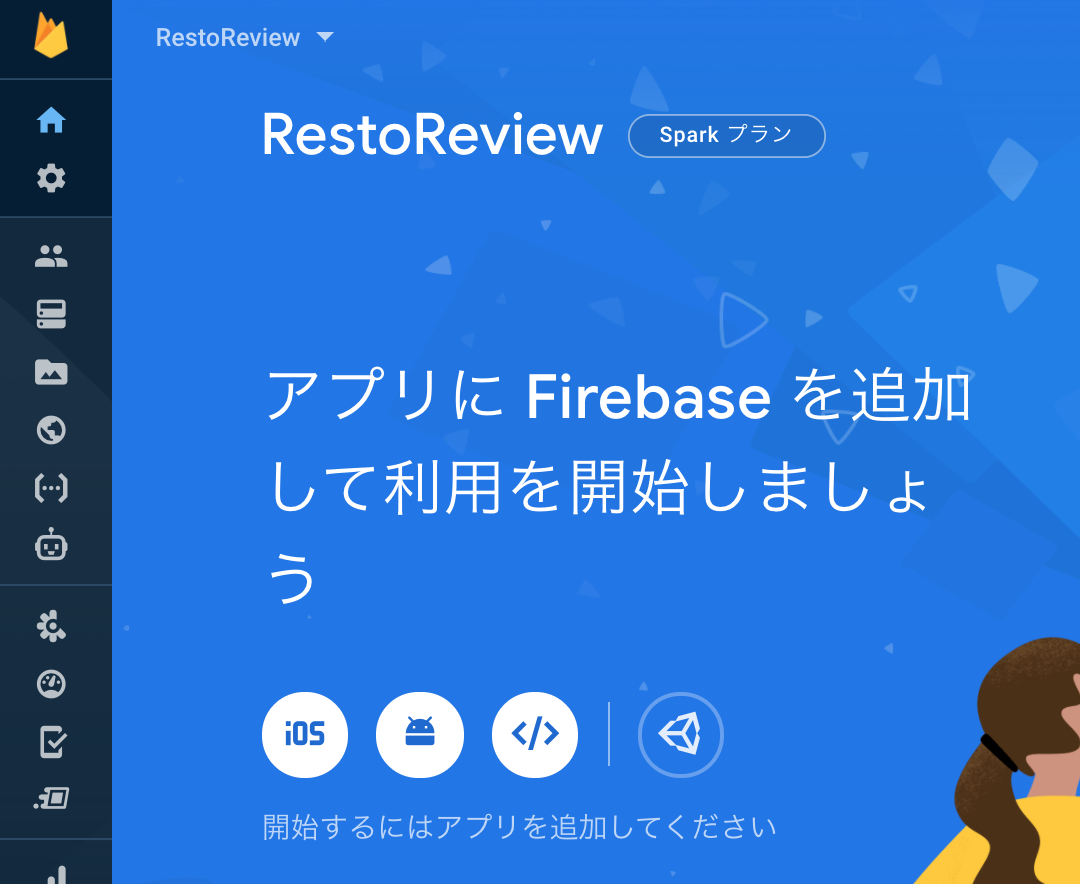 RestoReview
RestoReview
Spark プラン
アプリに Firebase を追加
して利用を開始しましょ
う
iOS
開始するにはアプリを追加してください